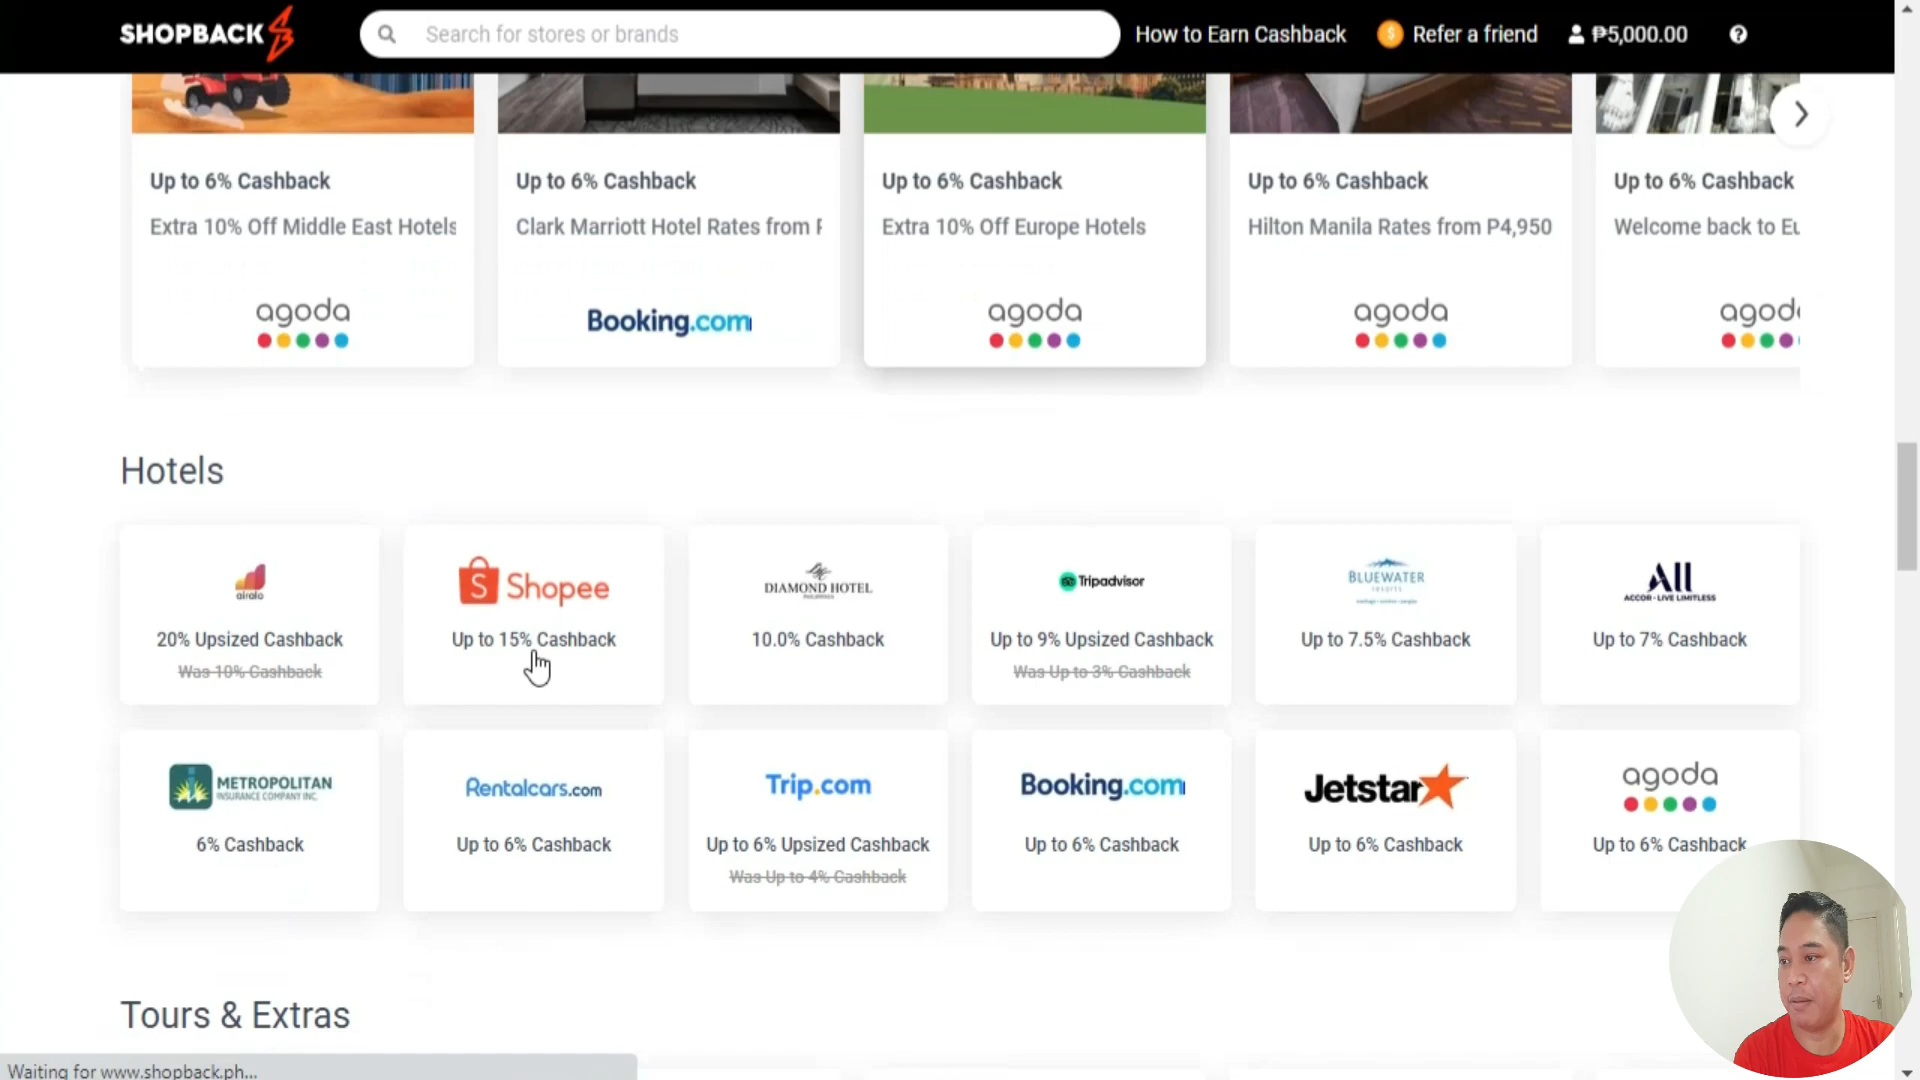 SHOPBACK
Search for stores or brands
How to Earn Cashback
Refer a friend
₱5,000.00
Up to 6% Cashback
Extra 10% Off Middle East Hotels
agoda
Up to 6% Cashback
Clark Marriott Hotel Rates from
Booking.com
Up to 6% Cashback
Extra 10% Off Europe Hotels
agoda
Up to 6% Cashback
Hilton Manila Rates from P4,950
agoda
Up to 6% Cashback
Welcome back to
agoda
Hotels
airalo
20% Upsized Cashback
Was 10% Cashback
Shopee
Up to 15% Cashback
DIAMOND HOTEL
PHILIPPINES
10.0% Cashback
Tripadvisor
Up to 9% Upsized Cashback
Was Up to 3% Cashback
BLUEWATER
resorts
Up to 7.5% Cashback
ALL
ACCOR - LIVE LIMITLESS
Up to 7% Cashback
METROPOLITAN
INSURANCE COMPANY INC.
6% Cashback
Rentalcars.com
Up to 6% Cashback
Trip.com
Up to 6% Upsized Cashback
Was Up to 4% Cashback
Booking.com
Up to 6% Cashback
Jetstar
Up to 6% Cashback
agoda
Up to 6% Cashback
Tours & Extras
Waiting for www.shopback.ph...